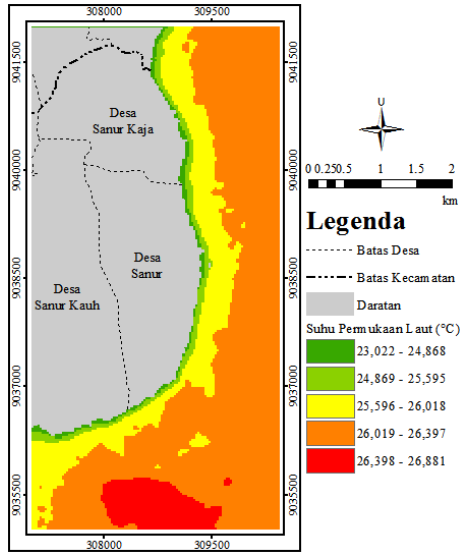 308000 309500
9041500 9041500
Desa
Sanur Kaja
9040000 9040000
Desa
Sanur
9038500 9038500
Desa
Sanur Kauh
9037000 9037000
9035500 9035500
308000 309500
U
0 0.250.5 1 1.5 2
km
Legenda
Batas Desa
Batas Kecamatan
Daratan
Suhu Permukaan Laut (°C)
23,022 - 24,868
24,869 - 25,595
25,596 - 26,018
26,019 - 26,397
26,398 - 26,881